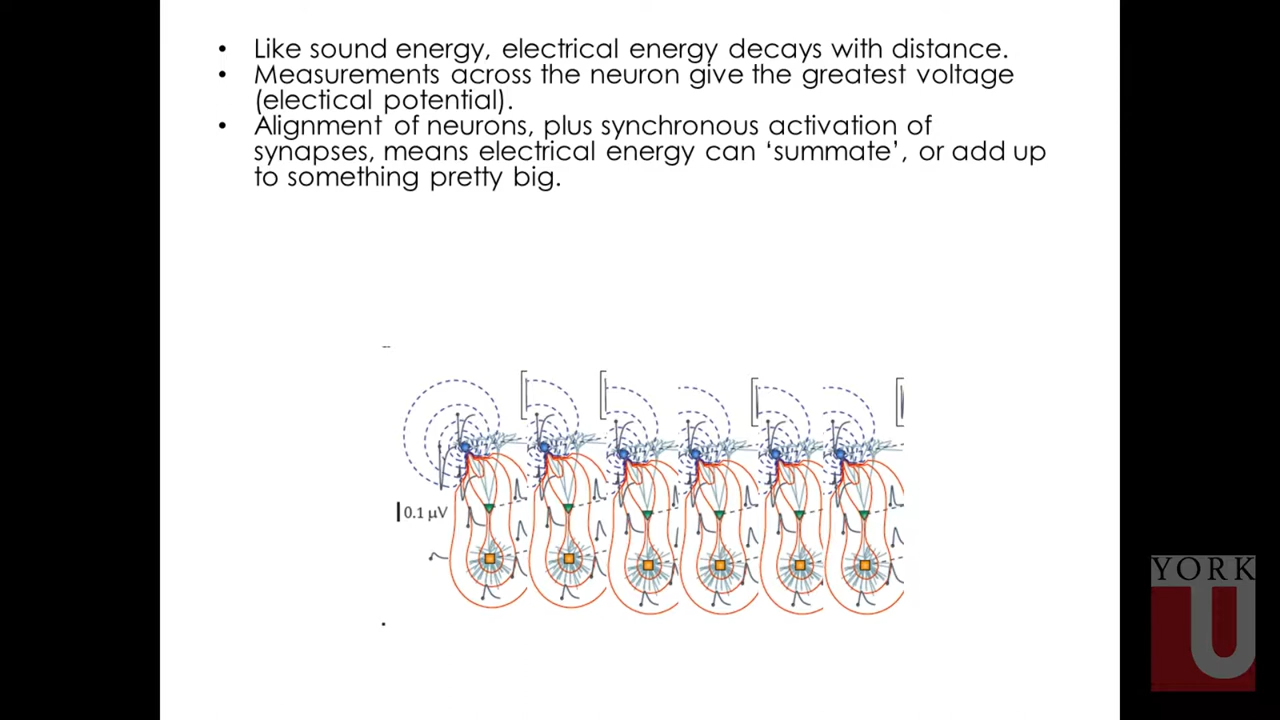 • Like sound energy, electrical energy decays with distance.
• Measurements across the neuron give the greatest voltage
(electical potential).
• Alignment of neurons, plus synchronous activation of
synapses, means electrical energy can ‘summate’, or add up
to something pretty big.
0.1 µV
YORK
U